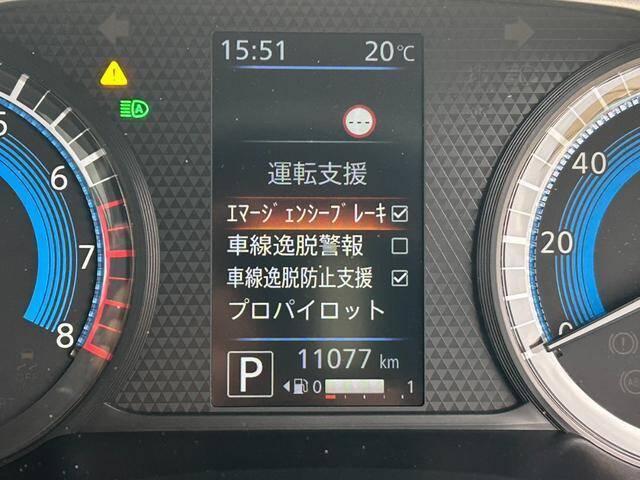 15:51 20℃
運転支援
ｴﾏｰｼﾞｪﾝｼｰﾌﾞﾚｰｷ
車線逸脱警報
車線逸脱防止支援
プロパイロット
P 11077 km
0 1
A
5
6
7
8
40
20
0